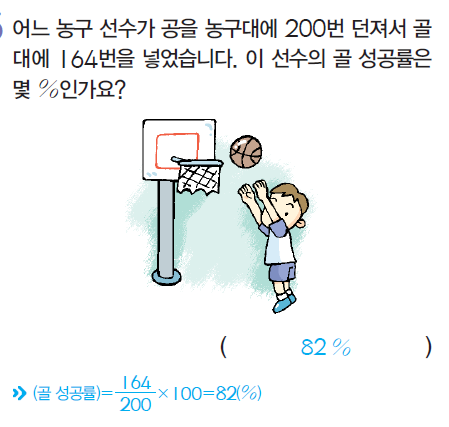 어느 농구 선수가 공을 농구대에 200번 던져서 골
대에 164번을 넣었습니다. 이 선수의 골 성공률은
몇 %인가요?
( 82 % )
(골 성공률)=164/200×100=82(%)